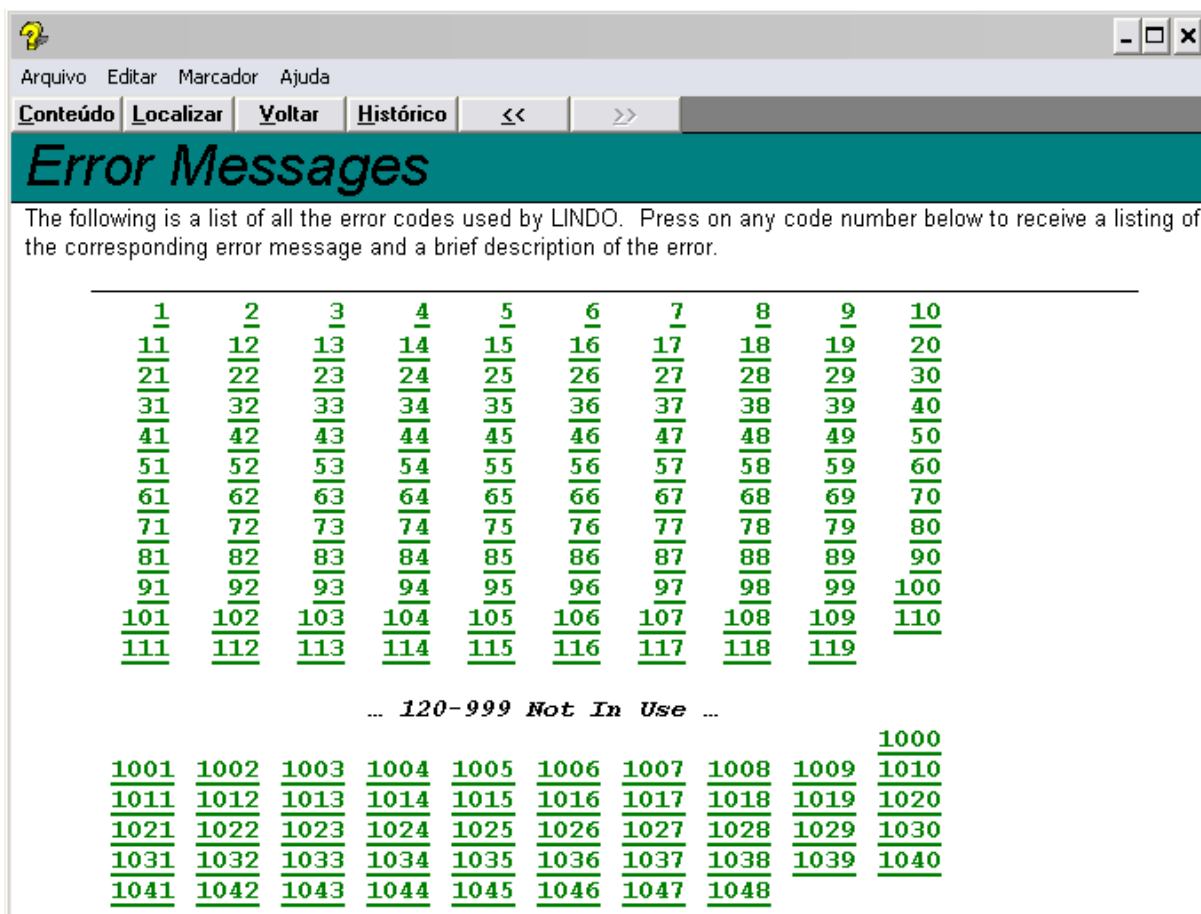 Arquivo Editar Marcador Ajuda
Conteúdo Localizar Voltar Histórico << >>
Error Messages
The following is a list of all the error codes used by LINDO. Press on any code number below to receive a listing of
the corresponding error message and a brief description of the error.
1 2 3 4 5 6 7 8 9 10
11 12 13 14 15 16 17 18 19 20
21 22 23 24 25 26 27 28 29 30
31 32 33 34 35 36 37 38 39 40
41 42 43 44 45 46 47 48 49 50
51 52 53 54 55 56 57 58 59 60
61 62 63 64 65 66 67 68 69 70
71 72 73 74 75 76 77 78 79 80
81 82 83 84 85 86 87 88 89 90
91 92 93 94 95 96 97 98 99 100
101 102 103 104 105 106 107 108 109 110
111 112 113 114 115 116 117 118 119
... 120-999 Not In Use ...
1000
1001 1002 1003 1004 1005 1006 1007 1008 1009 1010
1011 1012 1013 1014 1015 1016 1017 1018 1019 1020
1021 1022 1023 1024 1025 1026 1027 1028 1029 1030
1031 1032 1033 1034 1035 1036 1037 1038 1039 1040
1041 1042 1043 1044 1045 1046 1047 1048